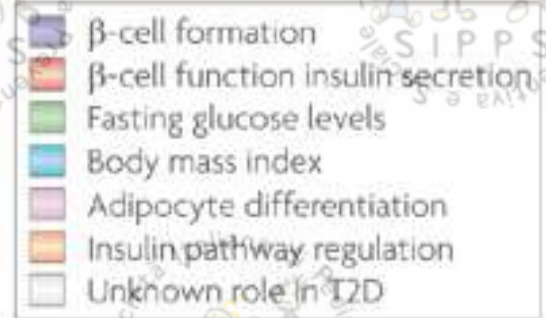 β-cell formation
β-cell function insulin secretion
Fasting glucose levels
Body mass index
Adipocyte differentiation
Insulin pathway regulation
Unknown role in T2D
SIPPS